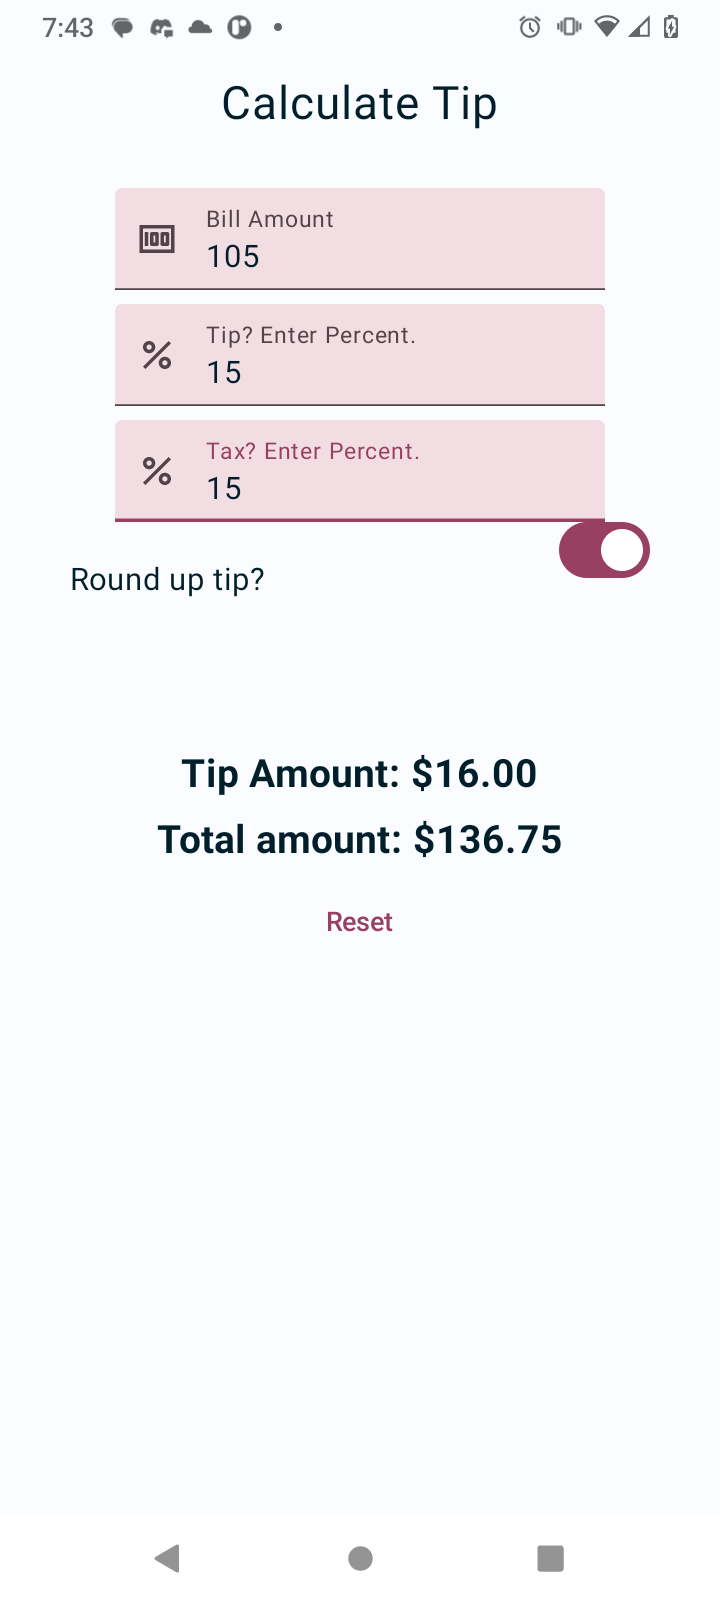 7:43
Calculate Tip
Bill Amount
105
Tip? Enter Percent.
15
Tax? Enter Percent.
15
Round up tip?
Tip Amount: $16.00
Total amount: $136.75
Reset